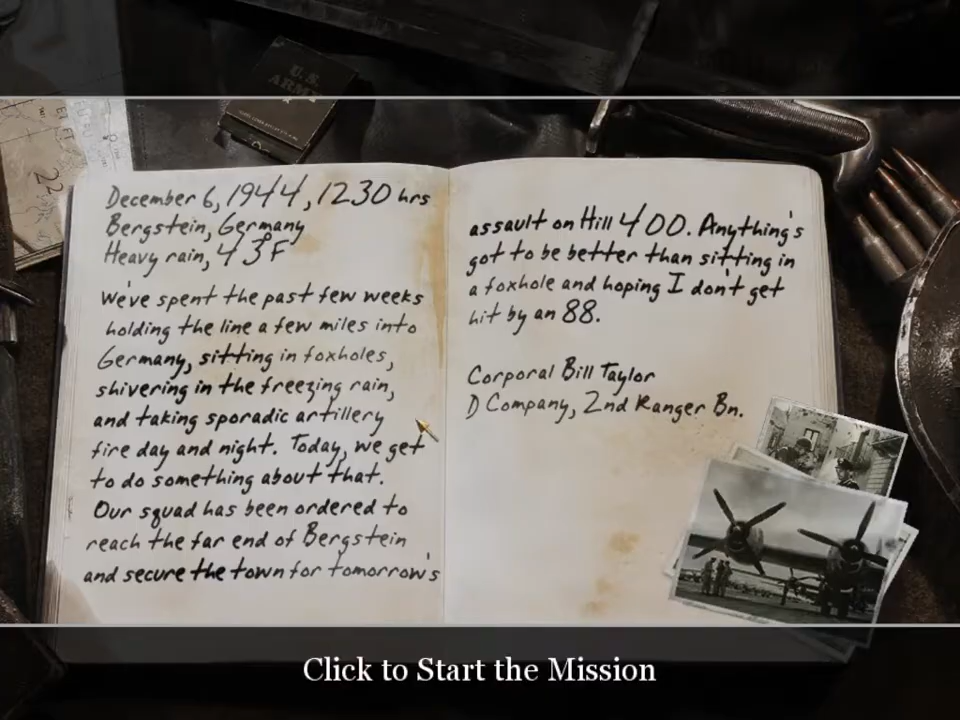 U.S.
ARMY
December 6, 1944, 1230 hrs
Bergstein, Germany
Heavy rain, 43F
We've spent the past few weeks
holding the line a few miles into
Germany, sitting in foxholes,
shivering in the freezing rain,
and taking sporadic artillery
fire day and night. Today, we get
to do something about that.
Our squad has been ordered to
reach the far end of Bergstein
and secure the town for tomorrow's
assault on Hill 400. Anything's
got to be better than sitting in
a foxhole and hoping I don't get
hit by an 88.
Corporal Bill Taylor
D Company, 2nd Ranger Bn.
Click to Start the Mission